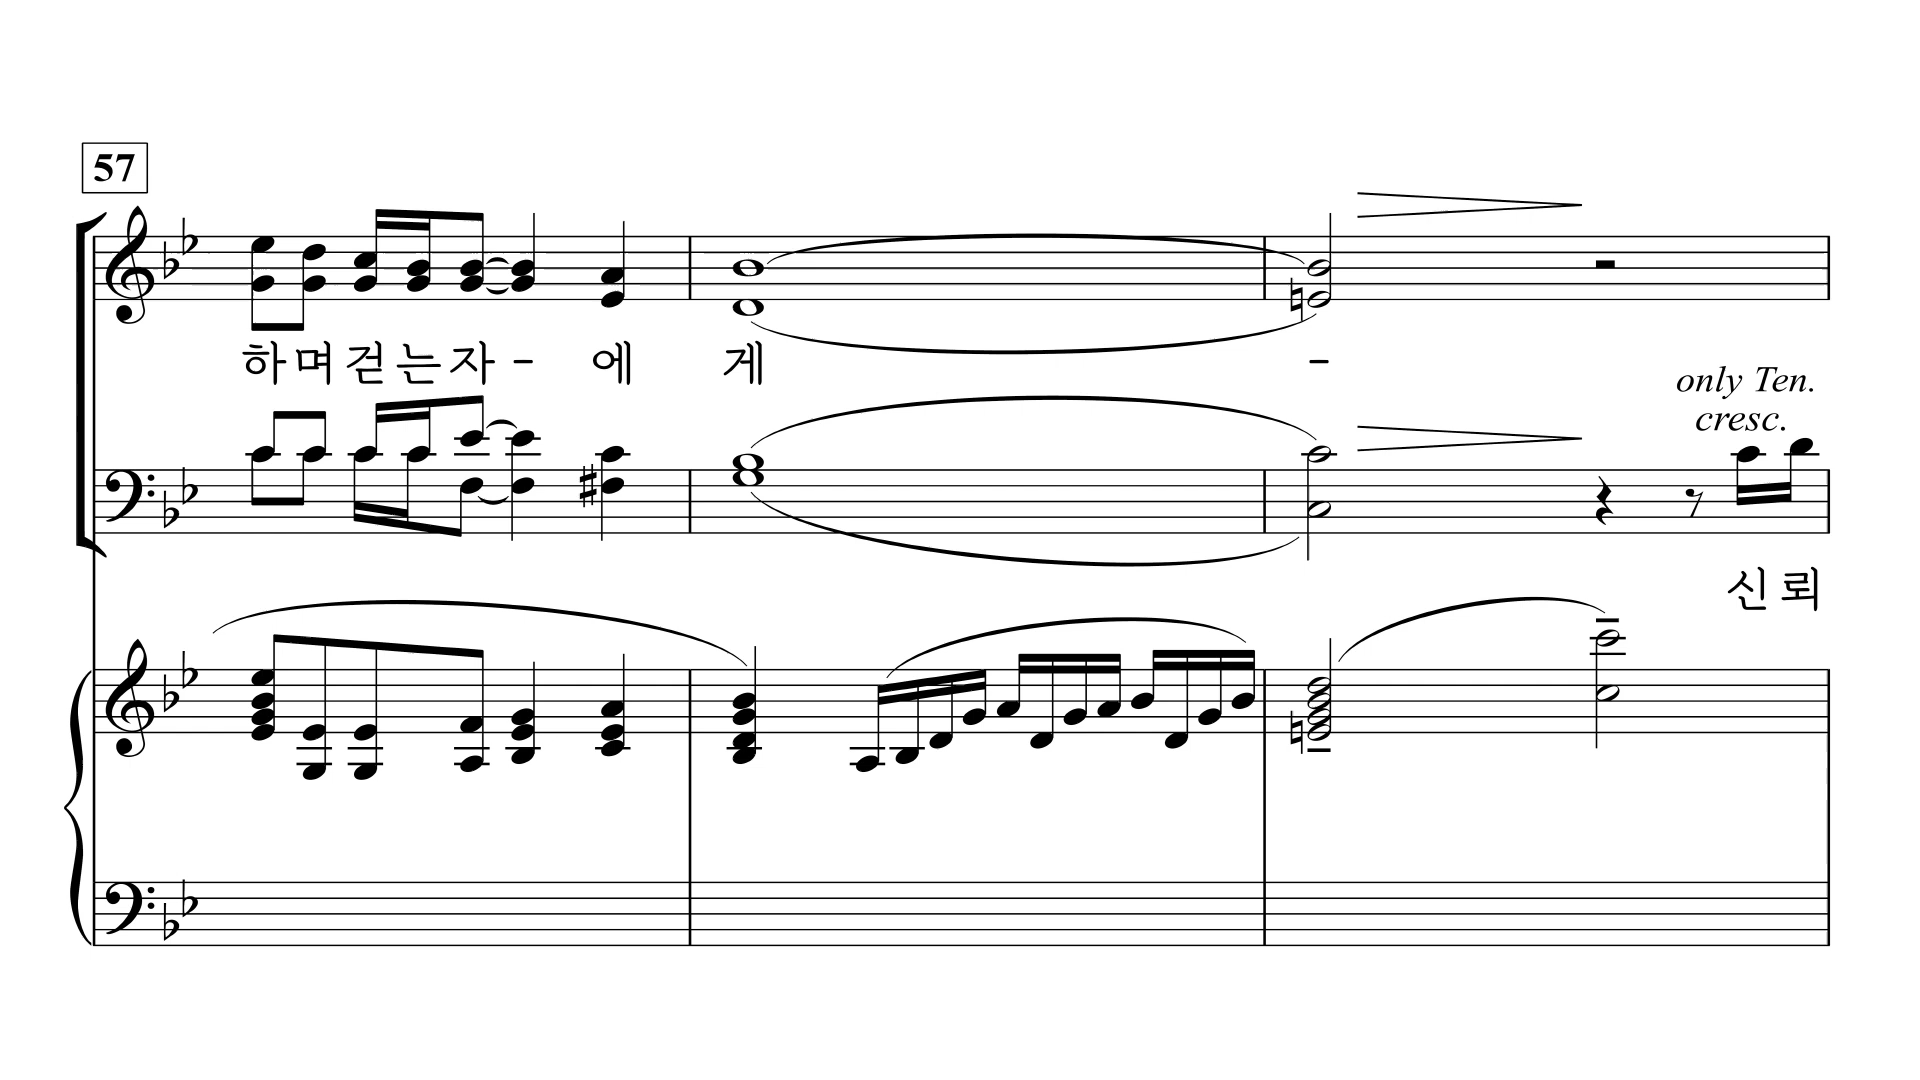 57
하 며 걷 는 자 - 에 게 -
only Ten.
cresc.
신 뢰